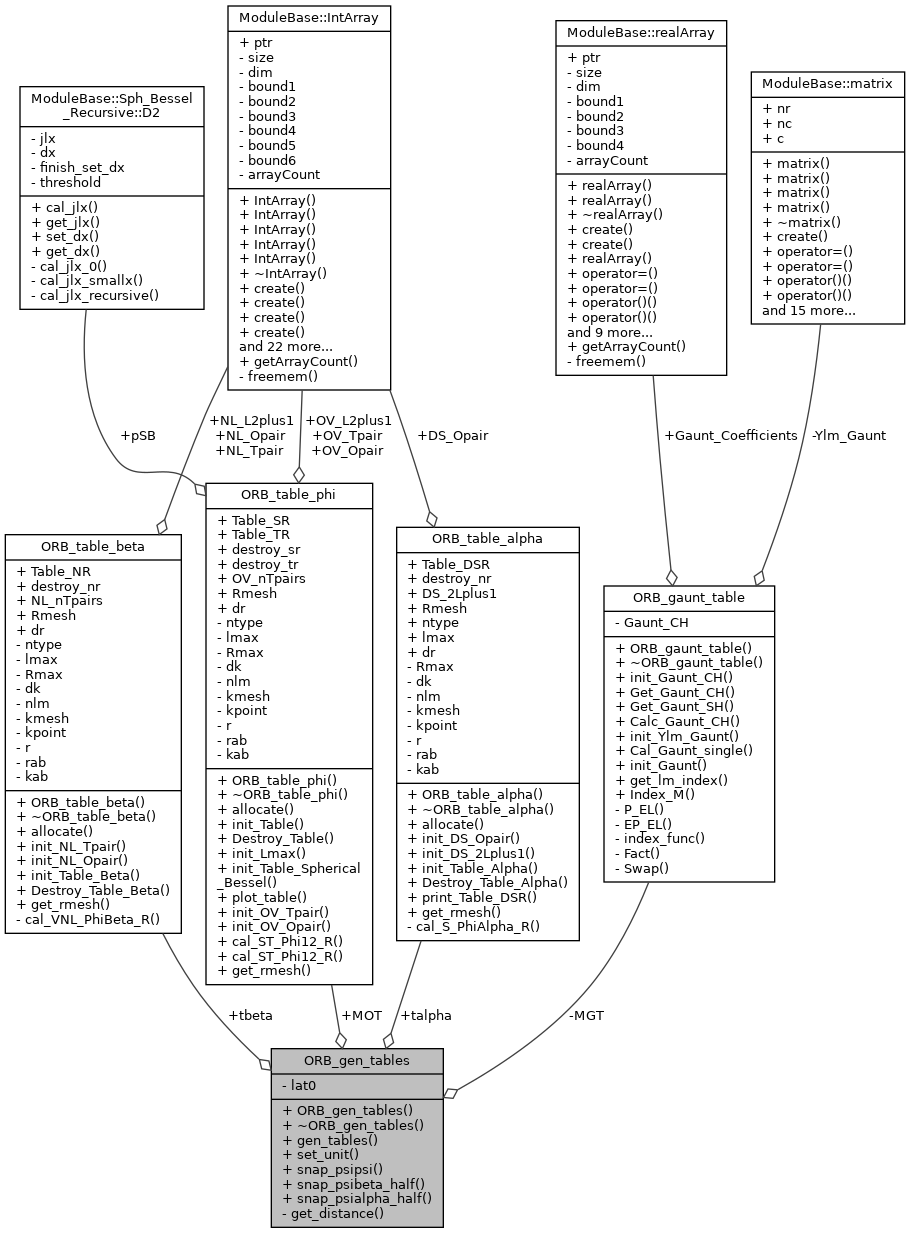 ModuleBase::IntArray
+ ptr
- size
- dim
- bound1
- bound2
- bound3
- bound4
- bound5
- bound6
- arrayCount
+ IntArray()
+ IntArray()
+ IntArray()
+ IntArray()
+ IntArray()
+ ~IntArray()
+ create()
+ create()
+ create()
+ create()
and 22 more...
+ getArrayCount()
- freemem()
ModuleBase::realArray
+ ptr
- size
- dim
- bound1
- bound2
- bound3
- bound4
- arrayCount
+ realArray()
+ realArray()
+ ~realArray()
+ create()
+ create()
+ realArray()
+ operator=()
+ operator=()
+ operator()()
+ operator()()
and 9 more...
+ getArrayCount()
- freemem()
ModuleBase::matrix
+ nr
+ nc
+ c
+ matrix()
+ matrix()
+ matrix()
+ matrix()
+ ~matrix()
+ create()
+ operator=()
+ operator=()
+ operator()()
+ operator()()
and 15 more...
ModuleBase::Sph_Bessel
_Recursive::D2
- jlx
- dx
- finish_set_dx
- threshold
+ cal_jlx()
+ get_jlx()
+ set_dx()
+ get_dx()
- cal_jlx_0()
- cal_jlx_smallx()
- cal_jlx_recursive()
+pSB
+NL_L2plus1
+NL_Opair
+NL_Tpair
+OV_L2plus1
+OV_Tpair
+OV_Opair
+DS_Opair
+Gaunt_Coefficients
-Ylm_Gaunt
ORB_table_beta
+ Table_NR
+ destroy_nr
+ NL_nTpairs
+ Rmesh
+ dr
- ntype
- lmax
- Rmax
- dk
- nlm
- kmesh
- kpoint
- r
- rab
- kab
+ ORB_table_beta()
+ ~ORB_table_beta()
+ allocate()
+ init_NL_Tpair()
+ init_NL_Opair()
+ init_Table_Beta()
+ Destroy_Table_Beta()
+ get_rmesh()
- cal_VNL_PhiBeta_R()
ORB_table_phi
+ Table_SR
+ Table_TR
+ destroy_sr
+ destroy_tr
+ OV_nTpairs
+ Rmesh
+ dr
- ntype
- lmax
- Rmax
- dk
- nlm
- kmesh
- kpoint
- r
- rab
- kab
+ ORB_table_phi()
+ ~ORB_table_phi()
+ allocate()
+ init_Table()
+ Destroy_Table()
+ init_Lmax()
+ init_Table_Spherical
_Bessel()
+ plot_table()
+ init_OV_Tpair()
+ init_OV_Opair()
+ cal_ST_Phi12_R()
+ cal_ST_Phi12_R()
+ get_rmesh()
ORB_table_alpha
+ Table_DSR
+ destroy_nr
+ DS_2Lplus1
+ Rmesh
+ ntype
+ lmax
+ dr
- Rmax
- dk
- nlm
- kmesh
- kpoint
- r
- rab
- kab
+ ORB_table_alpha()
+ ~ORB_table_alpha()
+ allocate()
+ init_DS_Opair()
+ init_DS_2Lplus1()
+ init_Table_Alpha()
+ Destroy_Table_Alpha()
+ print_Table_DSR()
+ get_rmesh()
- cal_S_PhiAlpha_R()
ORB_gaunt_table
- Gaunt_CH
+ ORB_gaunt_table()
+ ~ORB_gaunt_table()
+ init_Gaunt_CH()
+ Get_Gaunt_CH()
+ Get_Gaunt_SH()
+ Calc_Gaunt_CH()
+ init_Ylm_Gaunt()
+ Cal_Gaunt_single()
+ init_Gaunt()
+ get_lm_index()
+ Index_M()
- P_EL()
- EP_EL()
- index_func()
- Fact()
- Swap()
+tbeta
+MOT
+talpha
-MGT
ORB_gen_tables
- lat0
+ ORB_gen_tables()
+ ~ORB_gen_tables()
+ gen_tables()
+ set_unit()
+ snap_psipsi()
+ snap_psibeta_half()
+ snap_psialpha_half()
- get_distance()